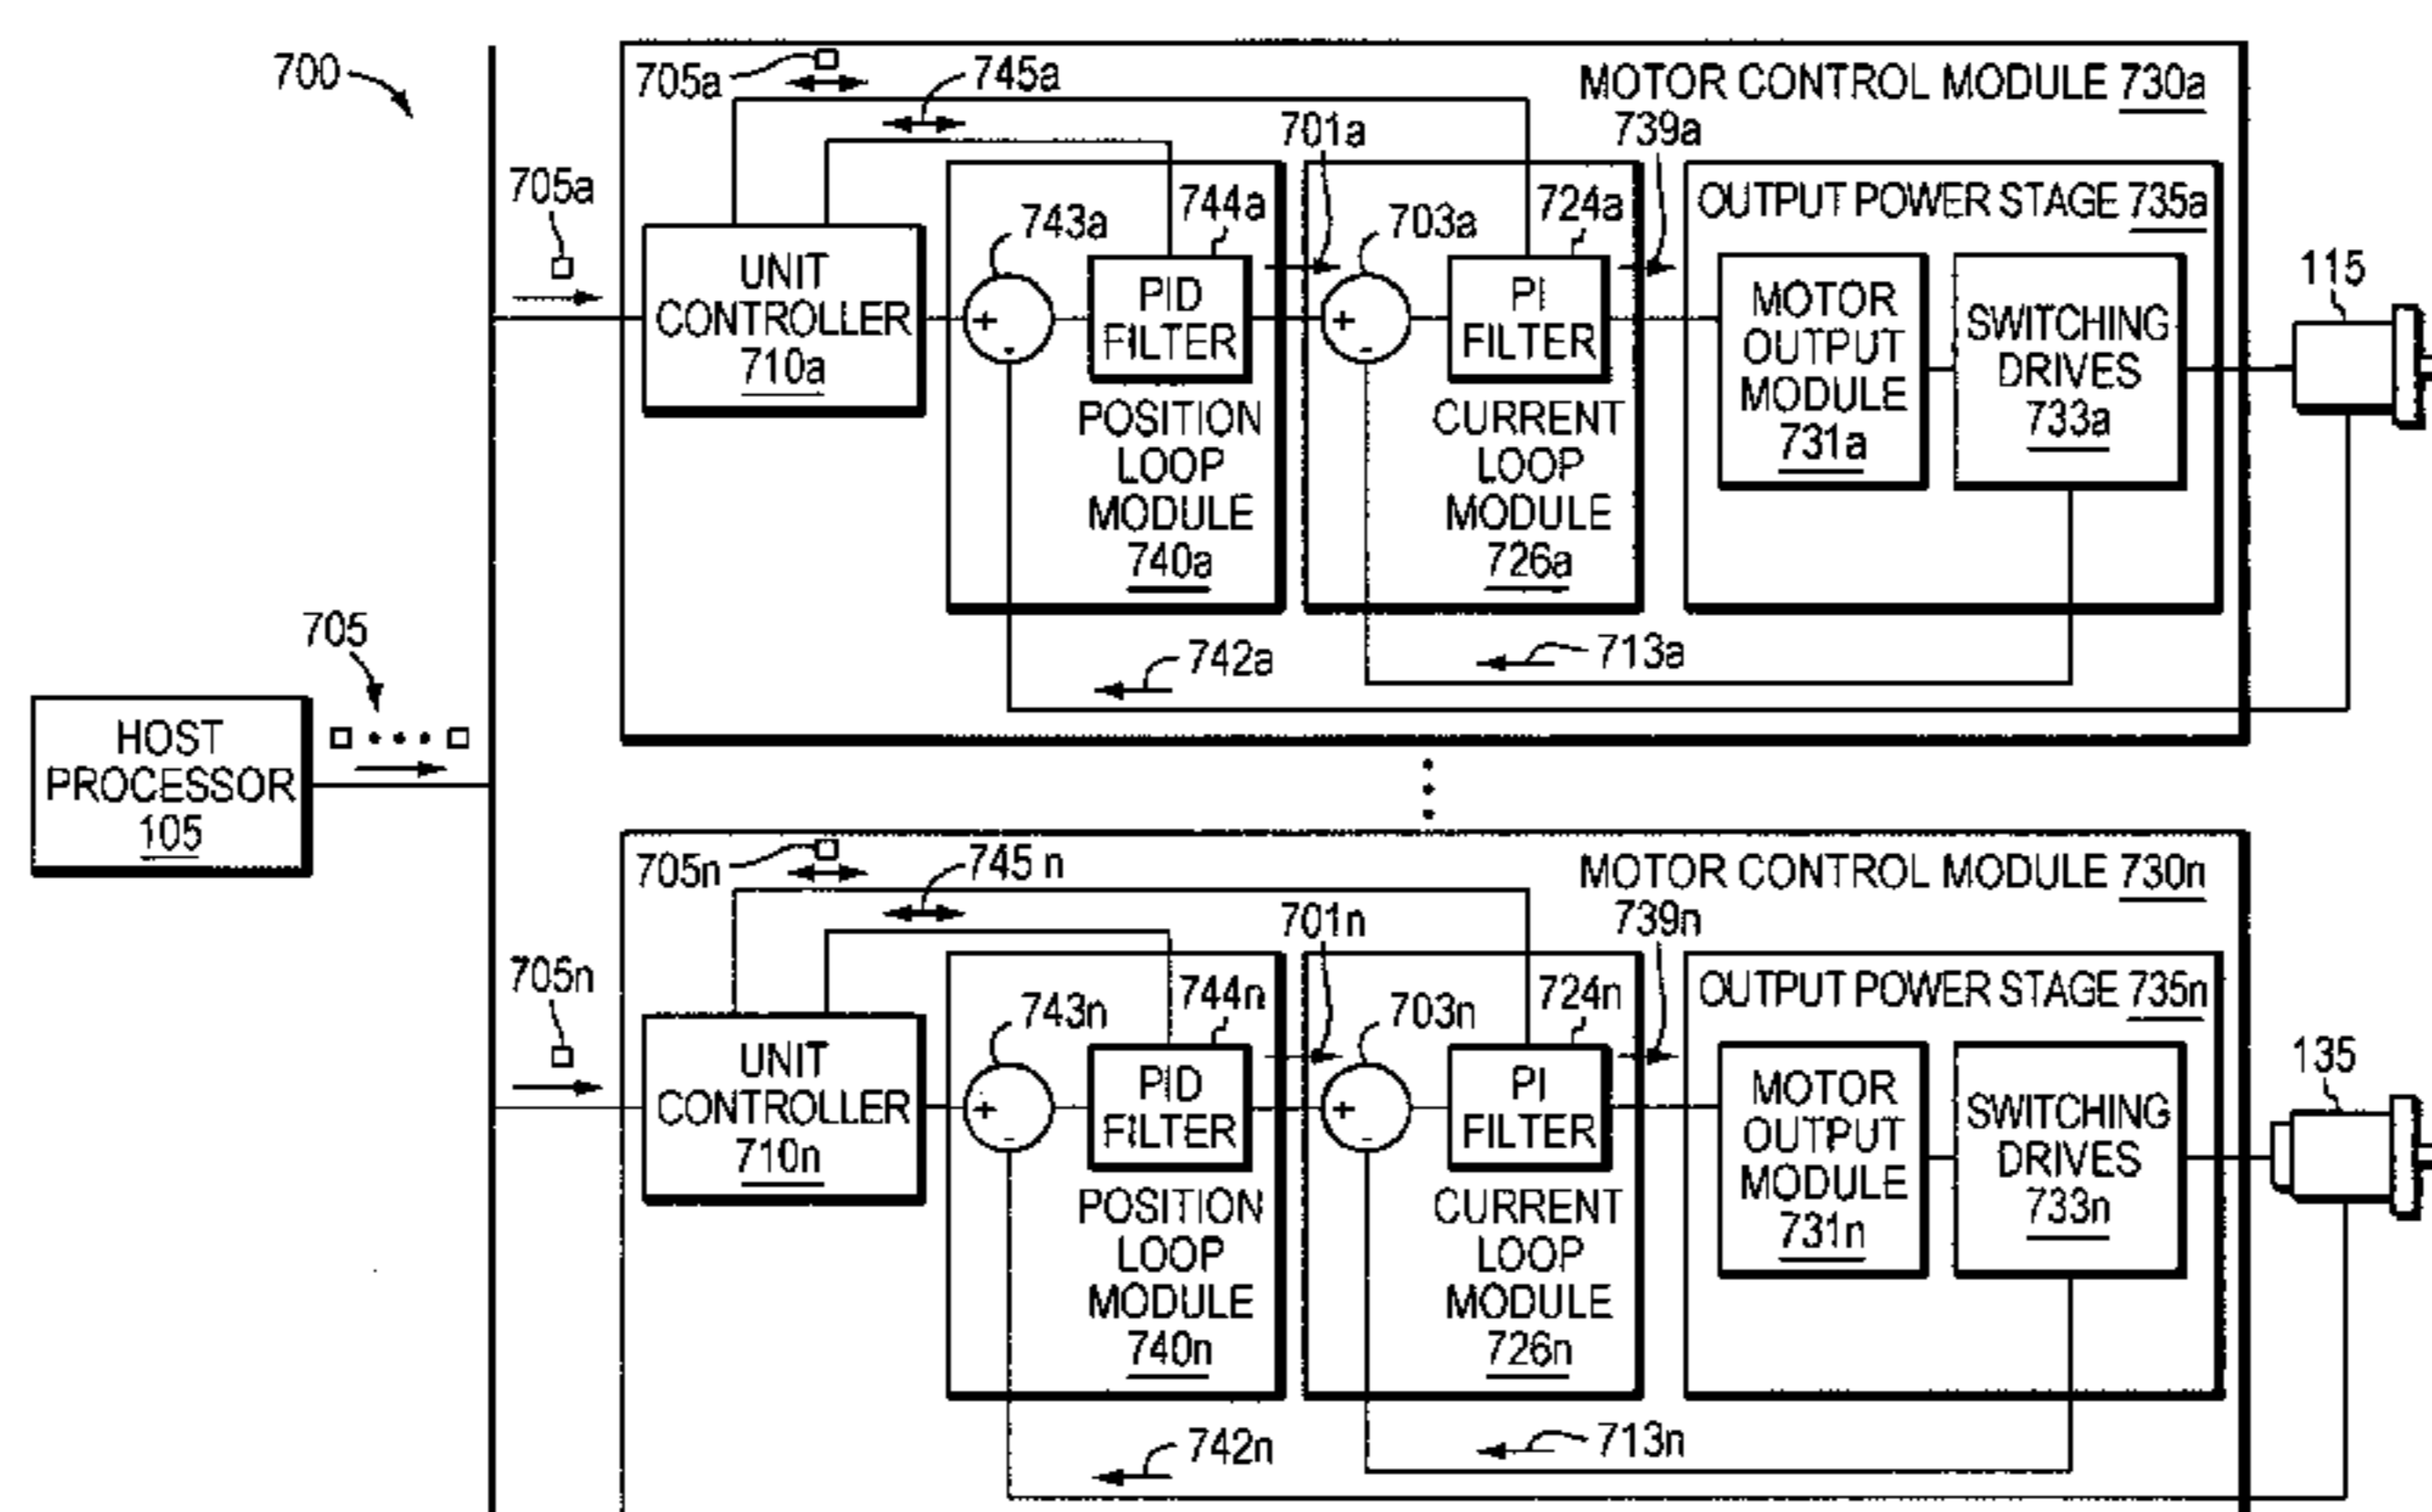 700
705a
745a
MOTOR CONTROL MODULE 730a
701a
739a
705a
743a
744a
703a
724a
OUTPUT POWER STAGE 735a
UNIT
CONTROLLER
710a
+
-
PID
FILTER
POSITION
LOOP
MODULE
740a
+
-
PI
FILTER
CURRENT
LOOP
MODULE
726a
MOTOR
OUTPUT
MODULE
731a
SWITCHING
DRIVES
733a
115
742a
713a
705
HOST
PROCESSOR
105
705n
745n
MOTOR CONTROL MODULE 730n
701n
739n
705n
743n
744n
703n
724n
OUTPUT POWER STAGE 735n
UNIT
CONTROLLER
710n
+
-
PID
FILTER
POSITION
LOOP
MODULE
740n
+
-
PI
FILTER
CURRENT
LOOP
MODULE
726n
MOTOR
OUTPUT
MODULE
731n
SWITCHING
DRIVES
733n
135
742n
713n